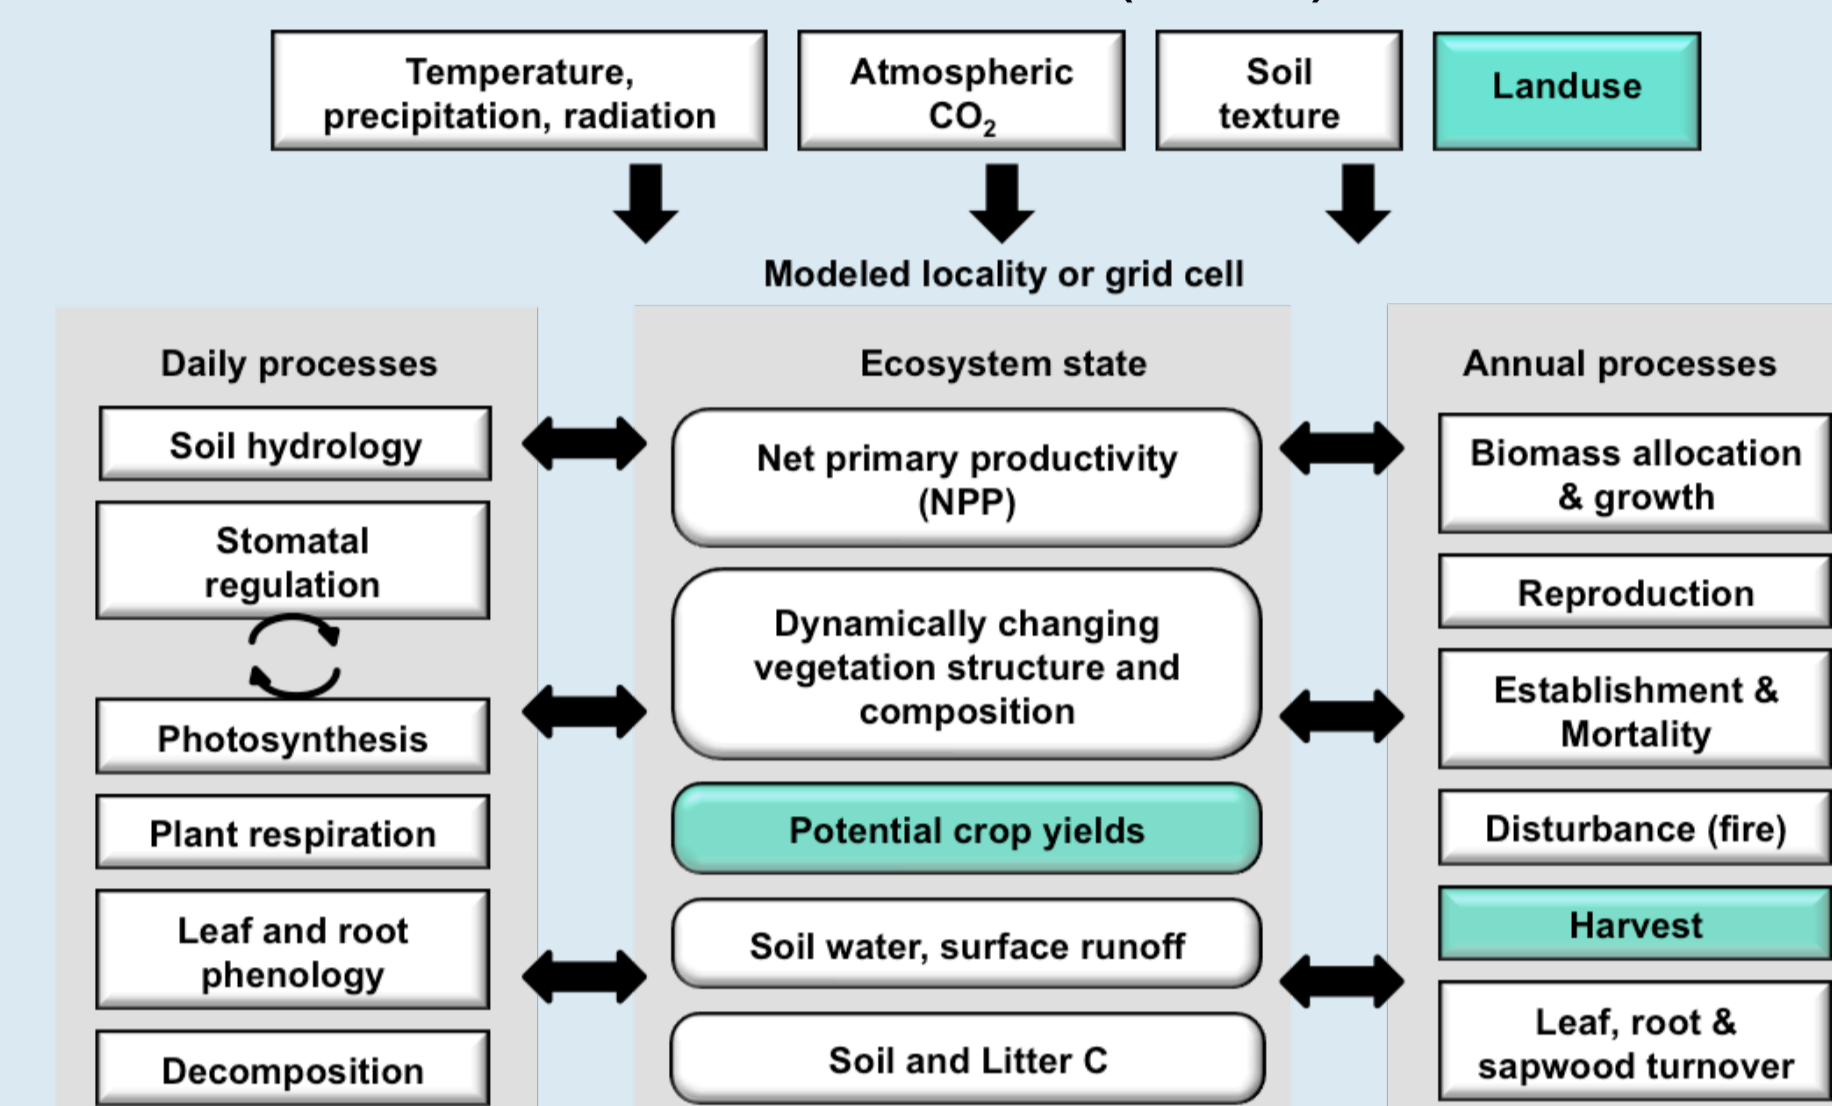 Temperature,
precipitation, radiation
Atmospheric
CO₂
Soil
texture
Landuse
Modeled locality or grid cell
Daily processes
Soil hydrology
Stomatal
regulation
Photosynthesis
Plant respiration
Leaf and root
phenology
Decomposition
Ecosystem state
Net primary productivity
(NPP)
Dynamically changing
vegetation structure and
composition
Potential crop yields
Soil water, surface runoff
Soil and Litter C
Annual processes
Biomass allocation
& growth
Reproduction
Establishment &
Mortality
Disturbance (fire)
Harvest
Leaf, root &
sapwood turnover